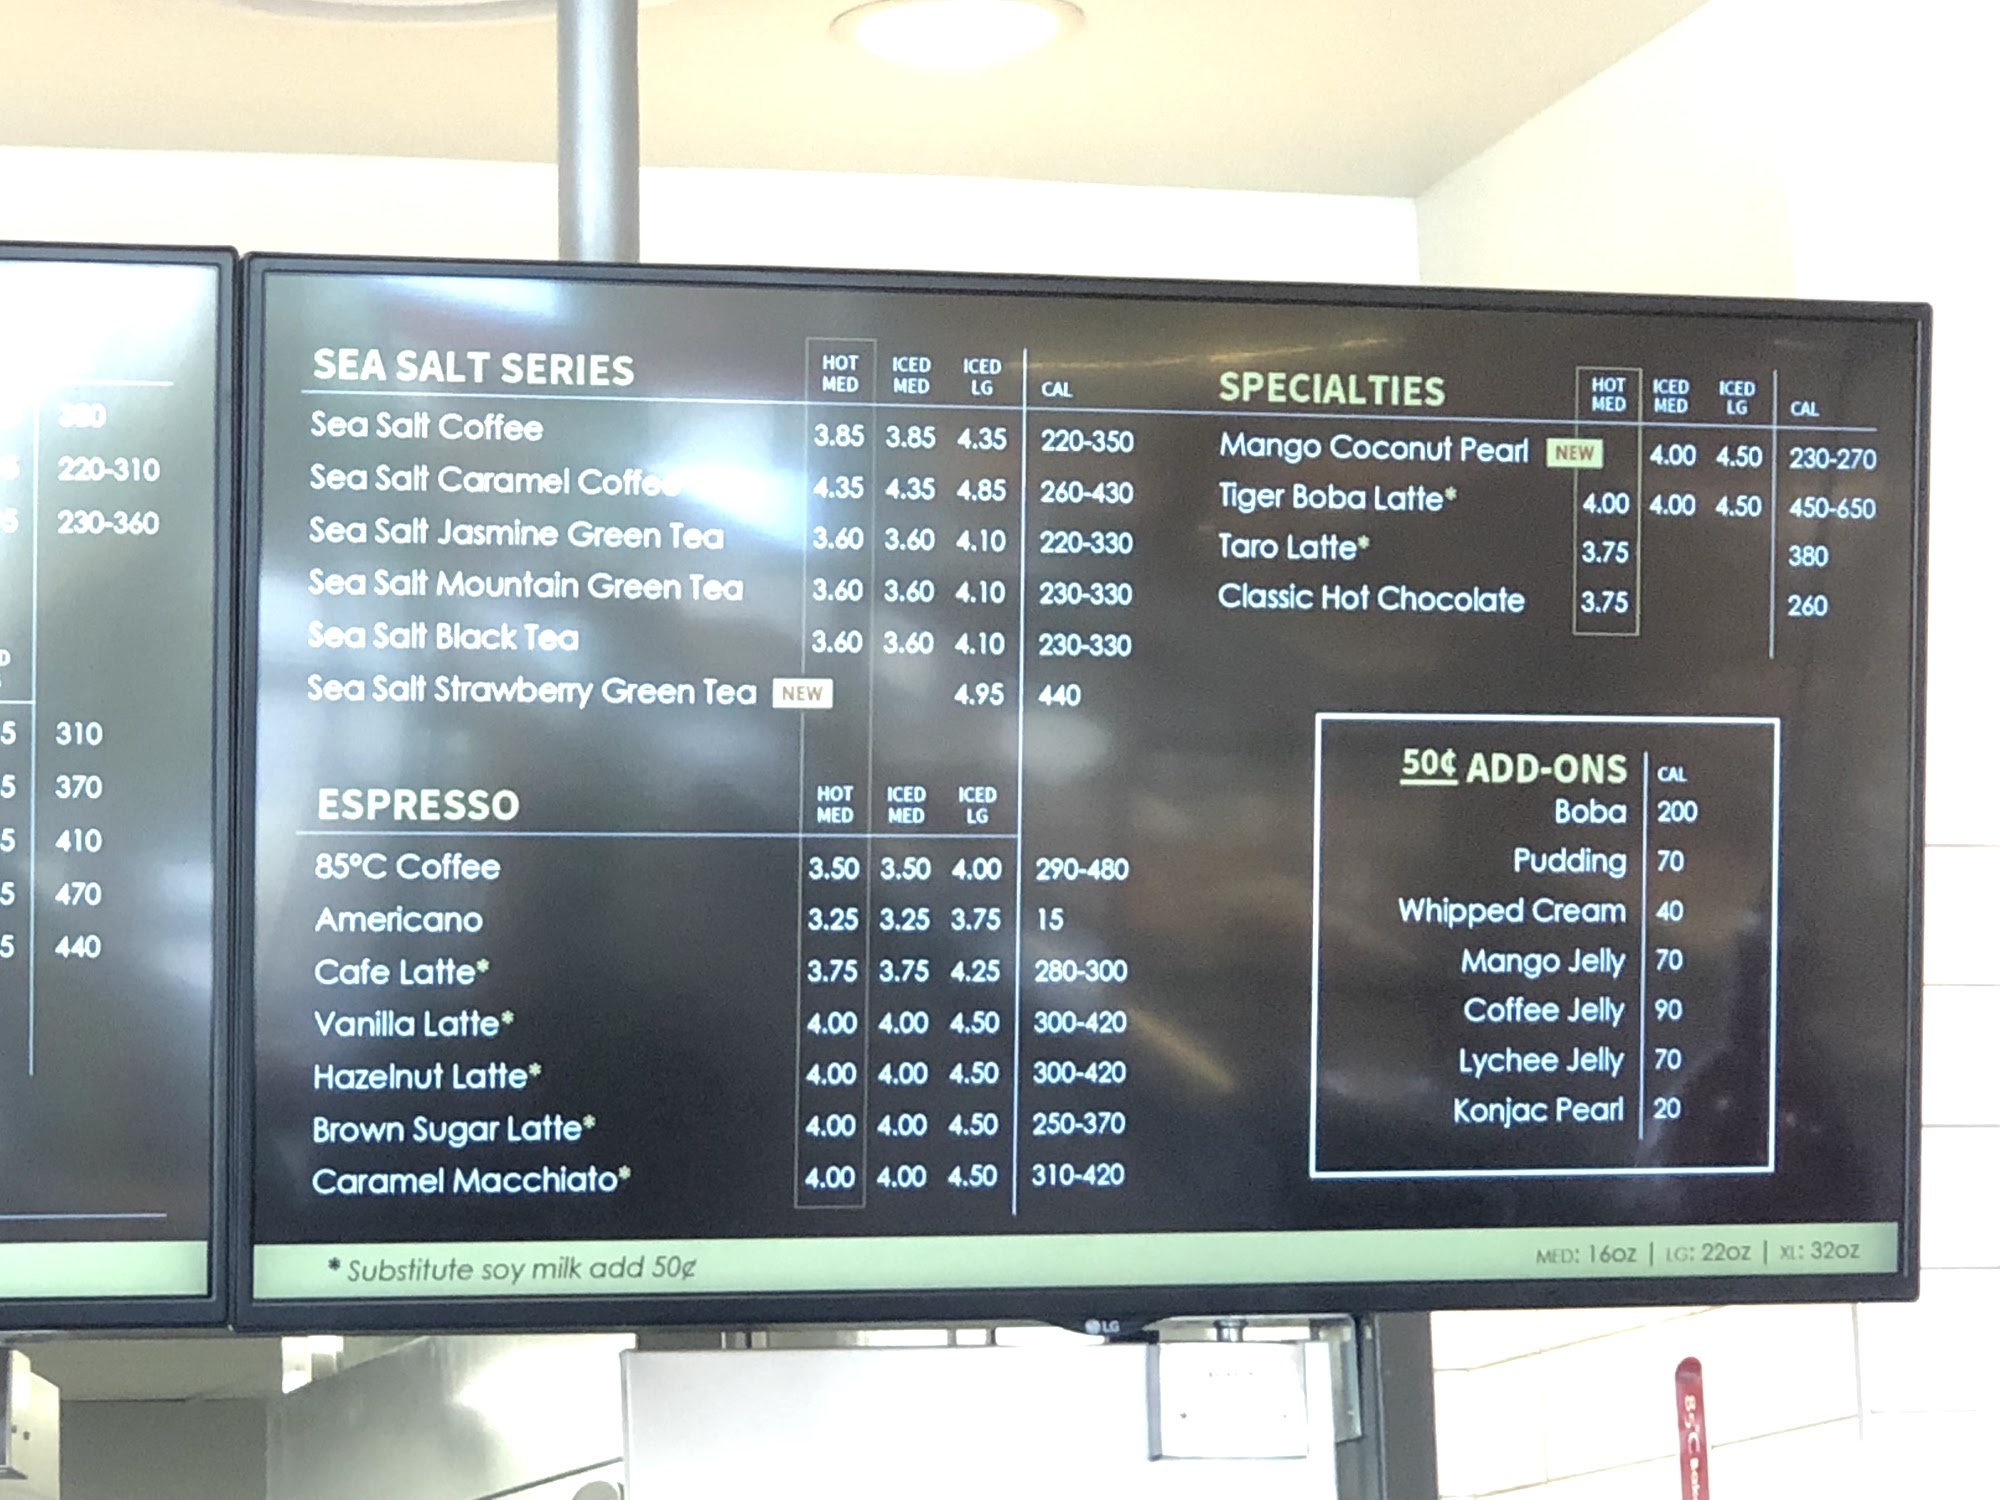 380
220-310
230-360
5 310
5 370
5 410
5 470
5 440
SEA SALT SERIES HOT MED ICED MED ICED LG CAL
Sea Salt Coffee 3.85 3.85 4.35 220-350
Sea Salt Caramel Coffee 4.35 4.35 4.85 260-430
Sea Salt Jasmine Green Tea 3.60 3.60 4.10 220-330
Sea Salt Mountain Green Tea 3.60 3.60 4.10 230-330
Sea Salt Black Tea 3.60 3.60 4.10 230-330
Sea Salt Strawberry Green Tea NEW 4.95 440
ESPRESSO HOT MED ICED MED ICED LG
85°C Coffee 3.50 3.50 4.00 290-480
Americano 3.25 3.25 3.75 15
Cafe Latte* 3.75 3.75 4.25 280-300
Vanilla Latte* 4.00 4.00 4.50 300-420
Hazelnut Latte* 4.00 4.00 4.50 300-420
Brown Sugar Latte* 4.00 4.00 4.50 250-370
Caramel Macchiato* 4.00 4.00 4.50 310-420
SPECIALTIES HOT MED ICED MED ICED LG CAL
Mango Coconut Pearl NEW 4.00 4.50 230-270
Tiger Boba Latte* 4.00 4.00 4.50 450-650
Taro Latte* 3.75 380
Classic Hot Chocolate 3.75 260
50¢ ADD-ONS CAL
Boba 200
Pudding 70
Whipped Cream 40
Mango Jelly 70
Coffee Jelly 90
Lychee Jelly 70
Konjac Pearl 20
* Substitute soy milk add 50¢
MED: 16OZ | LG: 22OZ | XL: 32OZ
LG
85°C